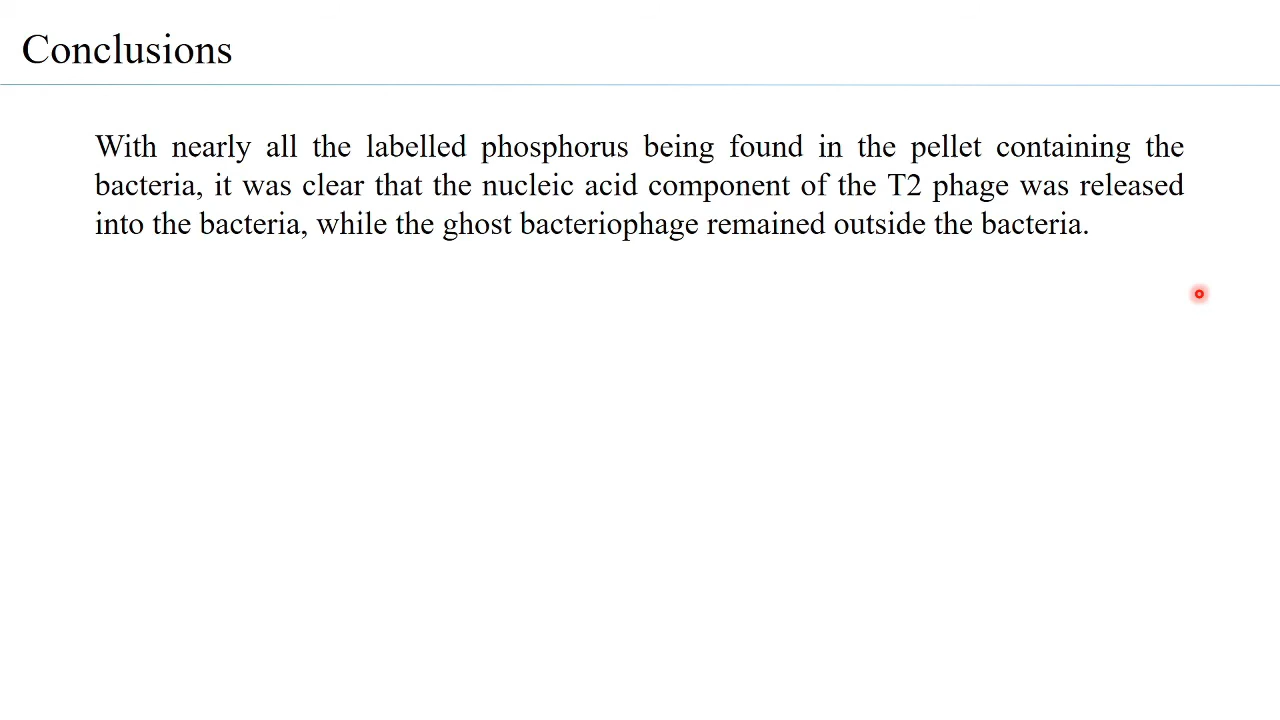 Conclusions
With nearly all the labelled phosphorus being found in the pellet containing the
bacteria, it was clear that the nucleic acid component of the T2 phage was released
into the bacteria, while the ghost bacteriophage remained outside the bacteria.